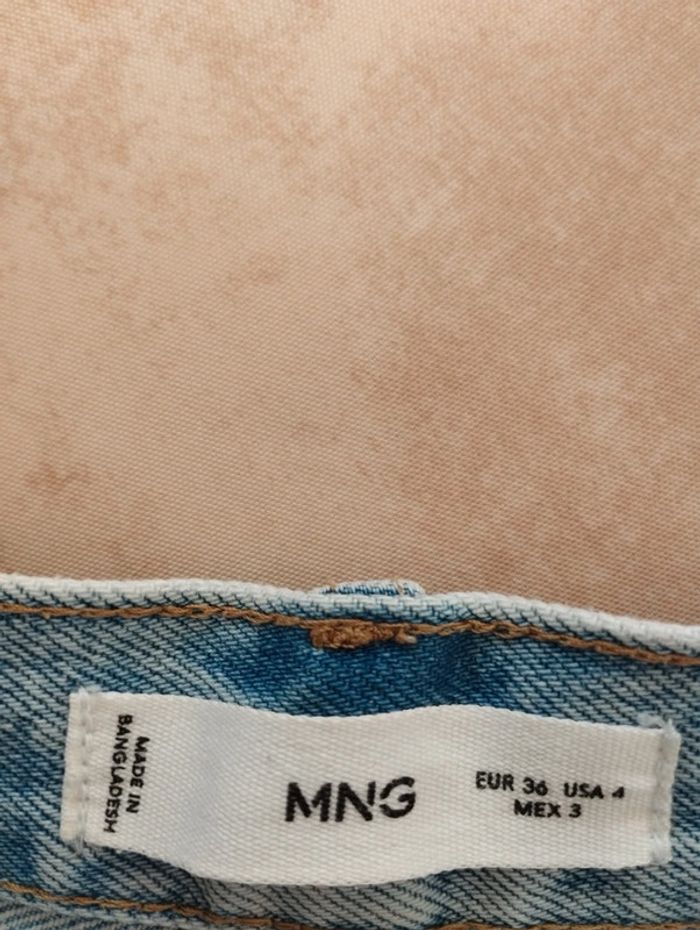 MADE IN
BANGLADESH
MNG
EUR 36 USA 4
MEX 3